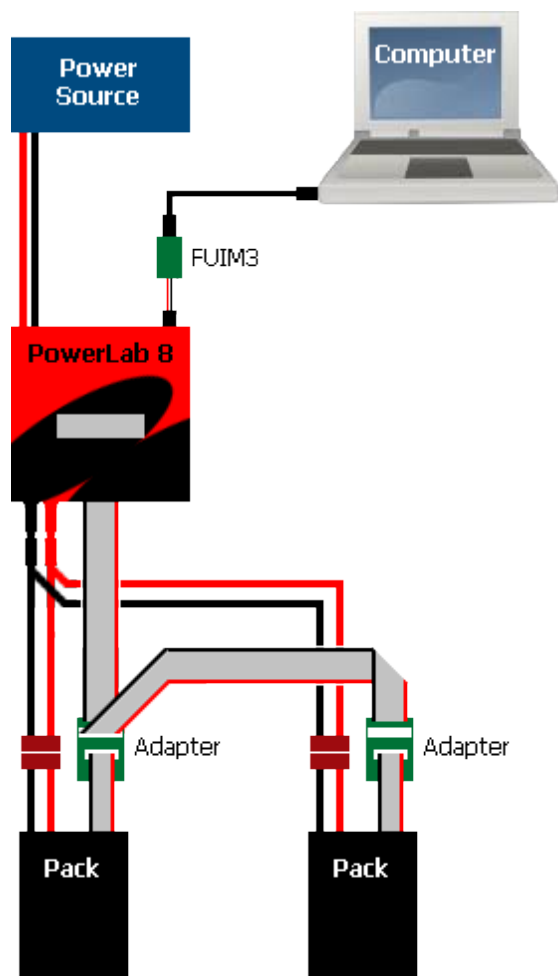 Power
Source
Computer
FUIM3
PowerLab 8
Adapter
Adapter
Pack
Pack